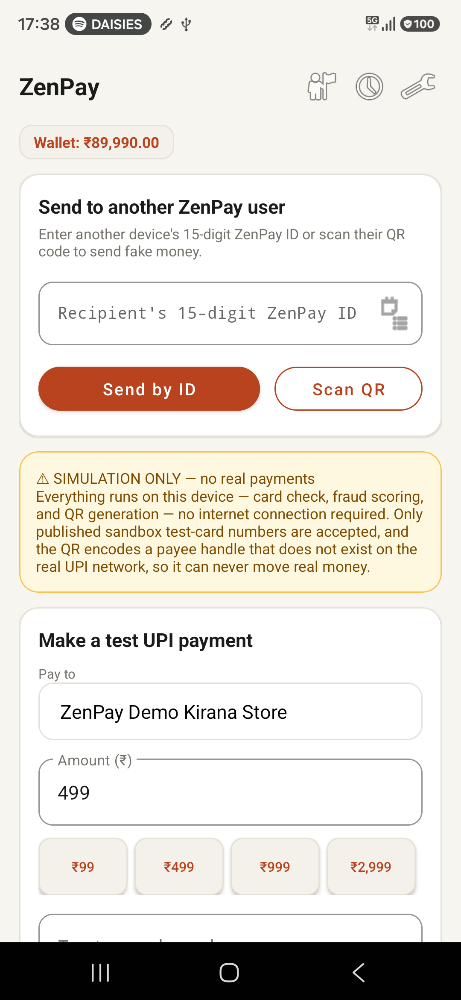 17:38 DAISIES 5G 100
ZenPay
Wallet: ₹89,990.00
Send to another ZenPay user
Enter another device's 15-digit ZenPay ID or scan their QR
code to send fake money.
Recipient's 15-digit ZenPay ID
Send by ID
Scan QR
⚠ SIMULATION ONLY — no real payments
Everything runs on this device — card check, fraud scoring,
and QR generation — no internet connection required. Only
published sandbox test-card numbers are accepted, and
the QR encodes a payee handle that does not exist on the
real UPI network, so it can never move real money.
Make a test UPI payment
Pay to
ZenPay Demo Kirana Store
Amount (₹)
499
₹99 ₹499 ₹999 ₹2,999